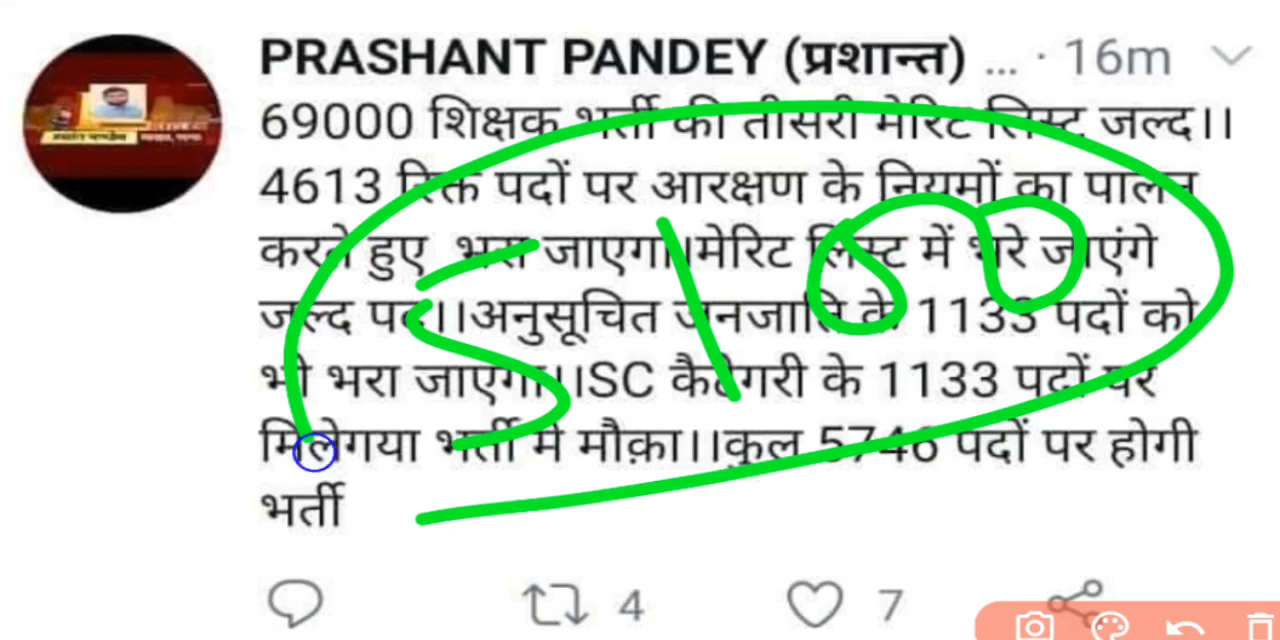 PRASHANT PANDEY (प्रशान्त) ... · 16m
69000 शिक्षक भर्ती की तीसरी मेरिट लिस्ट जल्द।।
4613 रिक्त पदों पर आरक्षण के नियमों का पालन
करते हुए भरा जाएगा।मेरिट लिस्ट में भरे जाएंगे
जल्द पद।।अनुसूचित जनजाति के 1133 पदों को
भी भरा जाएगा।।SC कैटेगरी के 1133 पदों पर
मिलेगया भर्ती में मौक़ा।।कुल 5746 पदों पर होगी
भर्ती
5100
4 7